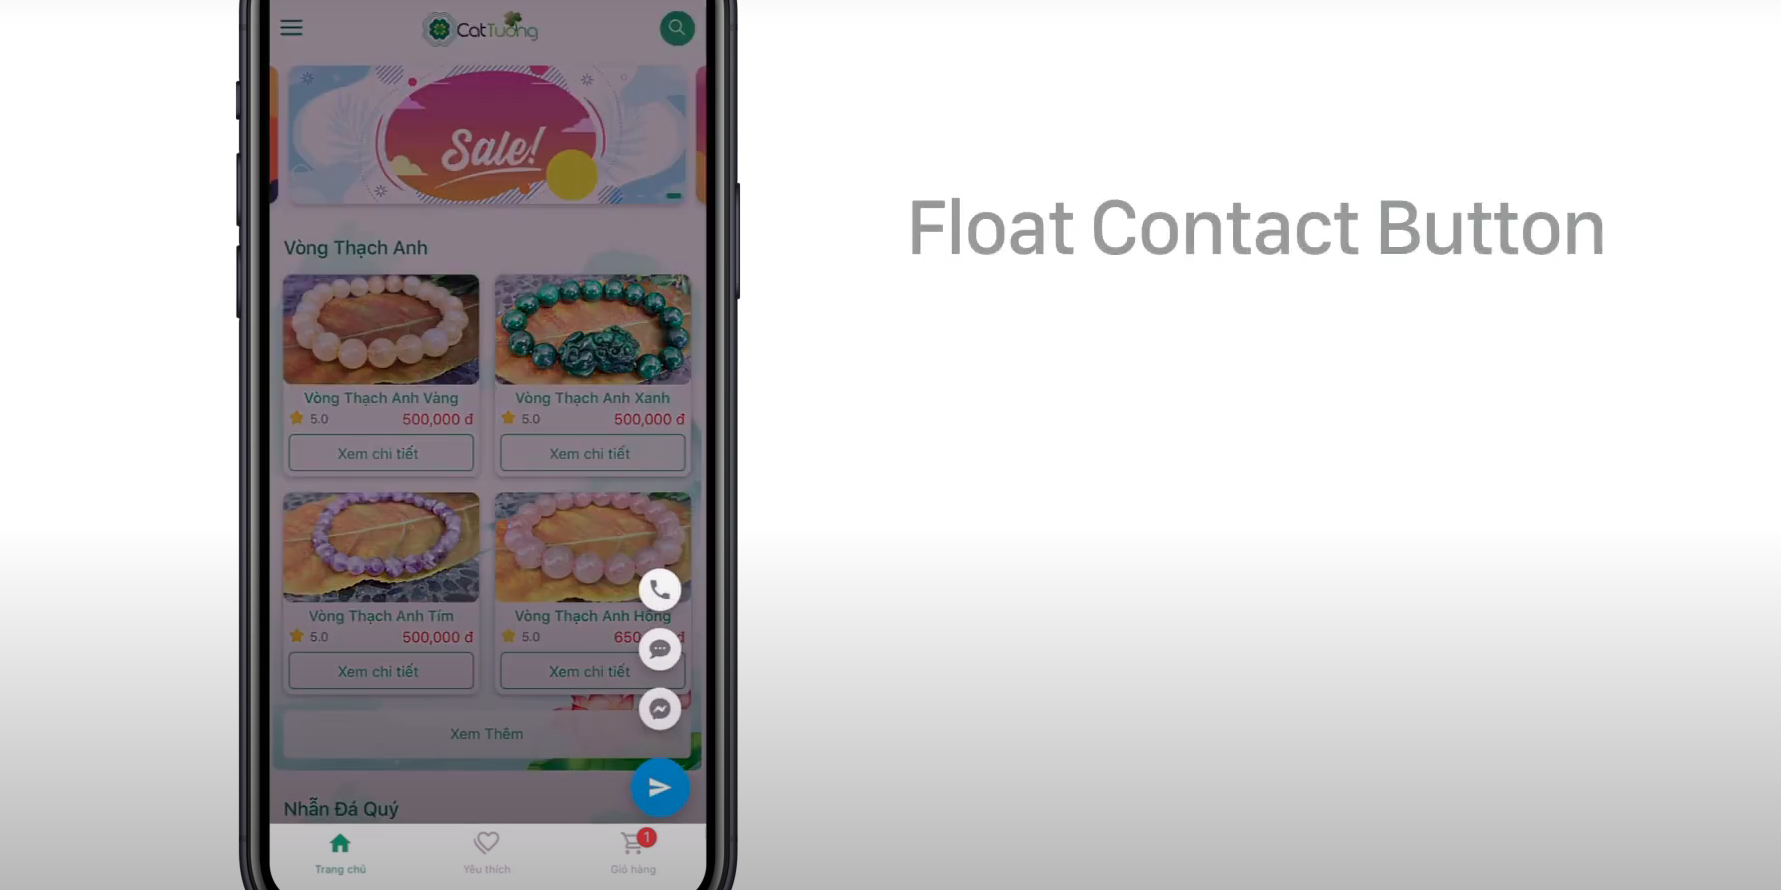 CatTường
Sale!
Float Contact Button
Vòng Thạch Anh
Vòng Thạch Anh Vàng
5.0 500,000 đ
Xem chi tiết
Vòng Thạch Anh Xanh
5.0 500,000 đ
Xem chi tiết
Vòng Thạch Anh Tím
5.0 500,000 đ
Xem chi tiết
Vòng Thạch Anh Hồng
5.0 650 đ
Xem chi tiết
Xem Thêm
Nhẫn Đá Quý
Trang chủ
Yêu thích
1
Giỏ hàng